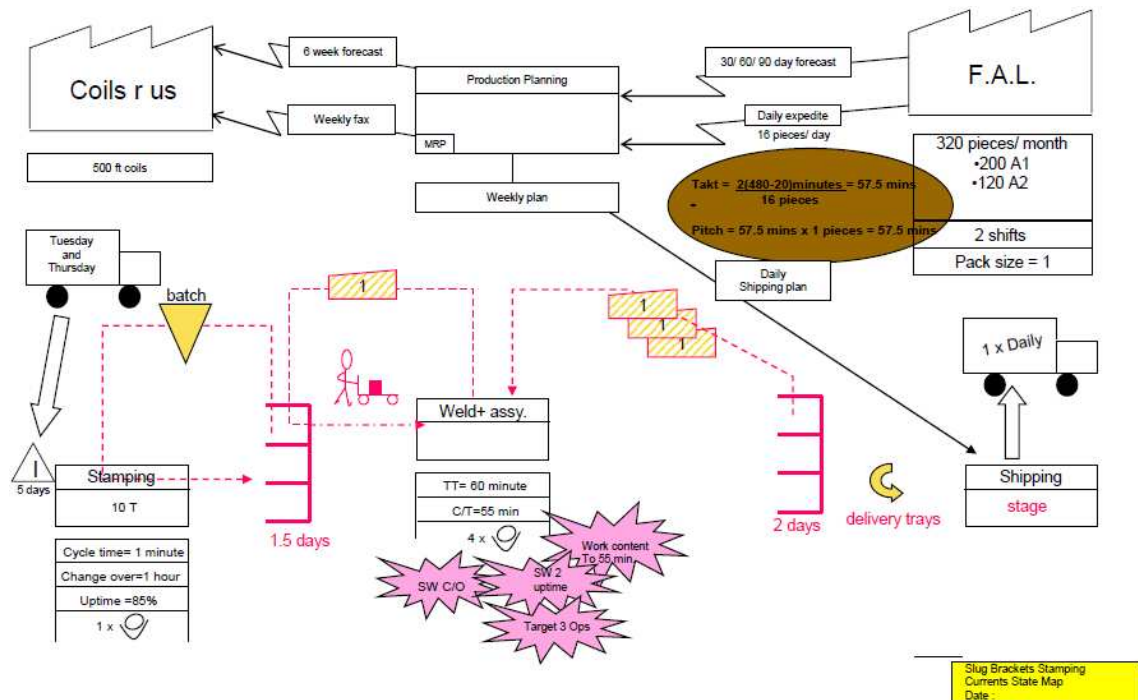 Coils r us
500 ft coils
6 week forecast
Weekly fax
Production Planning
MRP
Weekly plan
30/ 60/ 90 day forecast
Daily expedite
16 pieces/ day
F.A.L.
320 pieces/ month
•200 A1
•120 A2
2 shifts
Pack size = 1
Takt = 2(480-20)minutes = 57.5 mins
16 pieces
-
Pitch = 57.5 mins x 1 pieces = 57.5 mins
Daily
Shipping plan
Tuesday
and
Thursday
batch
1
1
1
1
1 x Daily
I
5 days
Stamping
10 T
Cycle time= 1 minute
Change over=1 hour
Uptime =85%
1 x
1.5 days
Weld+ assy.
TT= 60 minute
C/T=55 min
4 x
Work content
To 55 min.
SW C/O
SW 2
uptime
Target 3 Ops
2 days
delivery trays
Shipping
stage
Slug Brackets Stamping
Currents State Map
Date :